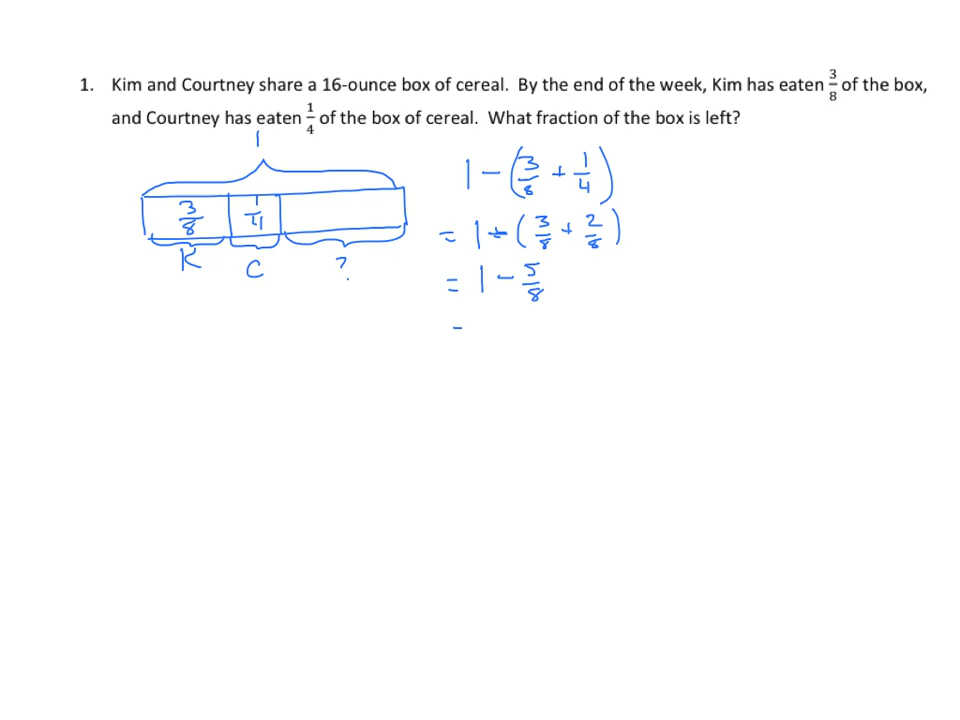 1. Kim and Courtney share a 16-ounce box of cereal. By the end of the week, Kim has eaten 3/8 of the box,
and Courtney has eaten 1/4 of the box of cereal. What fraction of the box is left?
1
3/8 1/4
K C ?
1 - (3/8 + 1/4)
= 1 - (3/8 + 2/8)
= 1 - 5/8
-